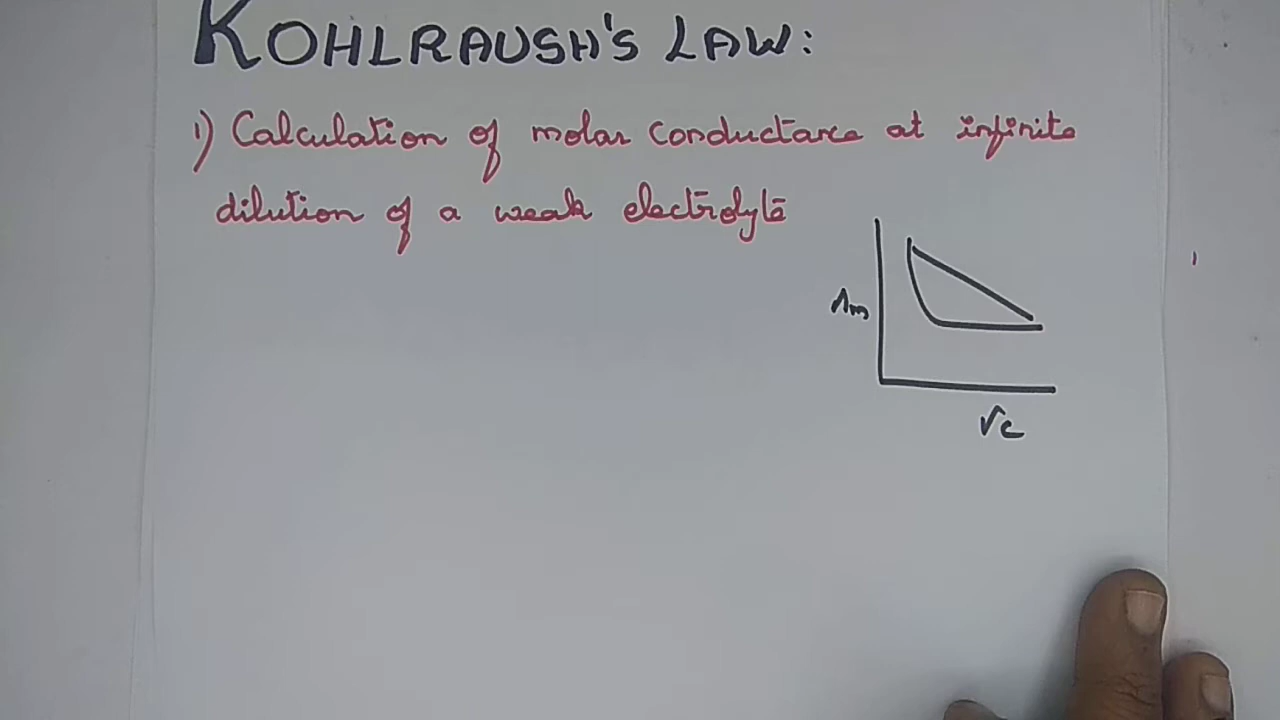 KOHLRAUSH'S LAW:
1) Calculation of molar conductance at infinite
dilution of a weak electrolyte
Λm
√c